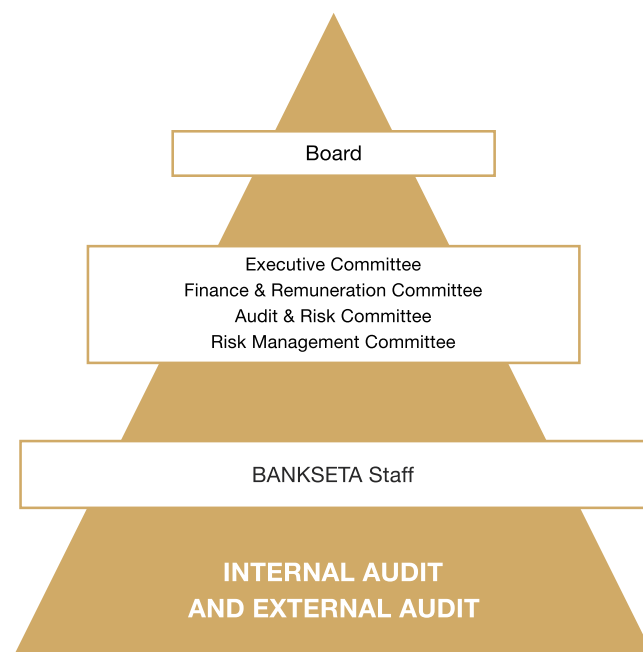 Board
Executive Committee
Finance & Remuneration Committee
Audit & Risk Committee
Risk Management Committee
BANKSETA Staff
INTERNAL AUDIT
AND EXTERNAL AUDIT